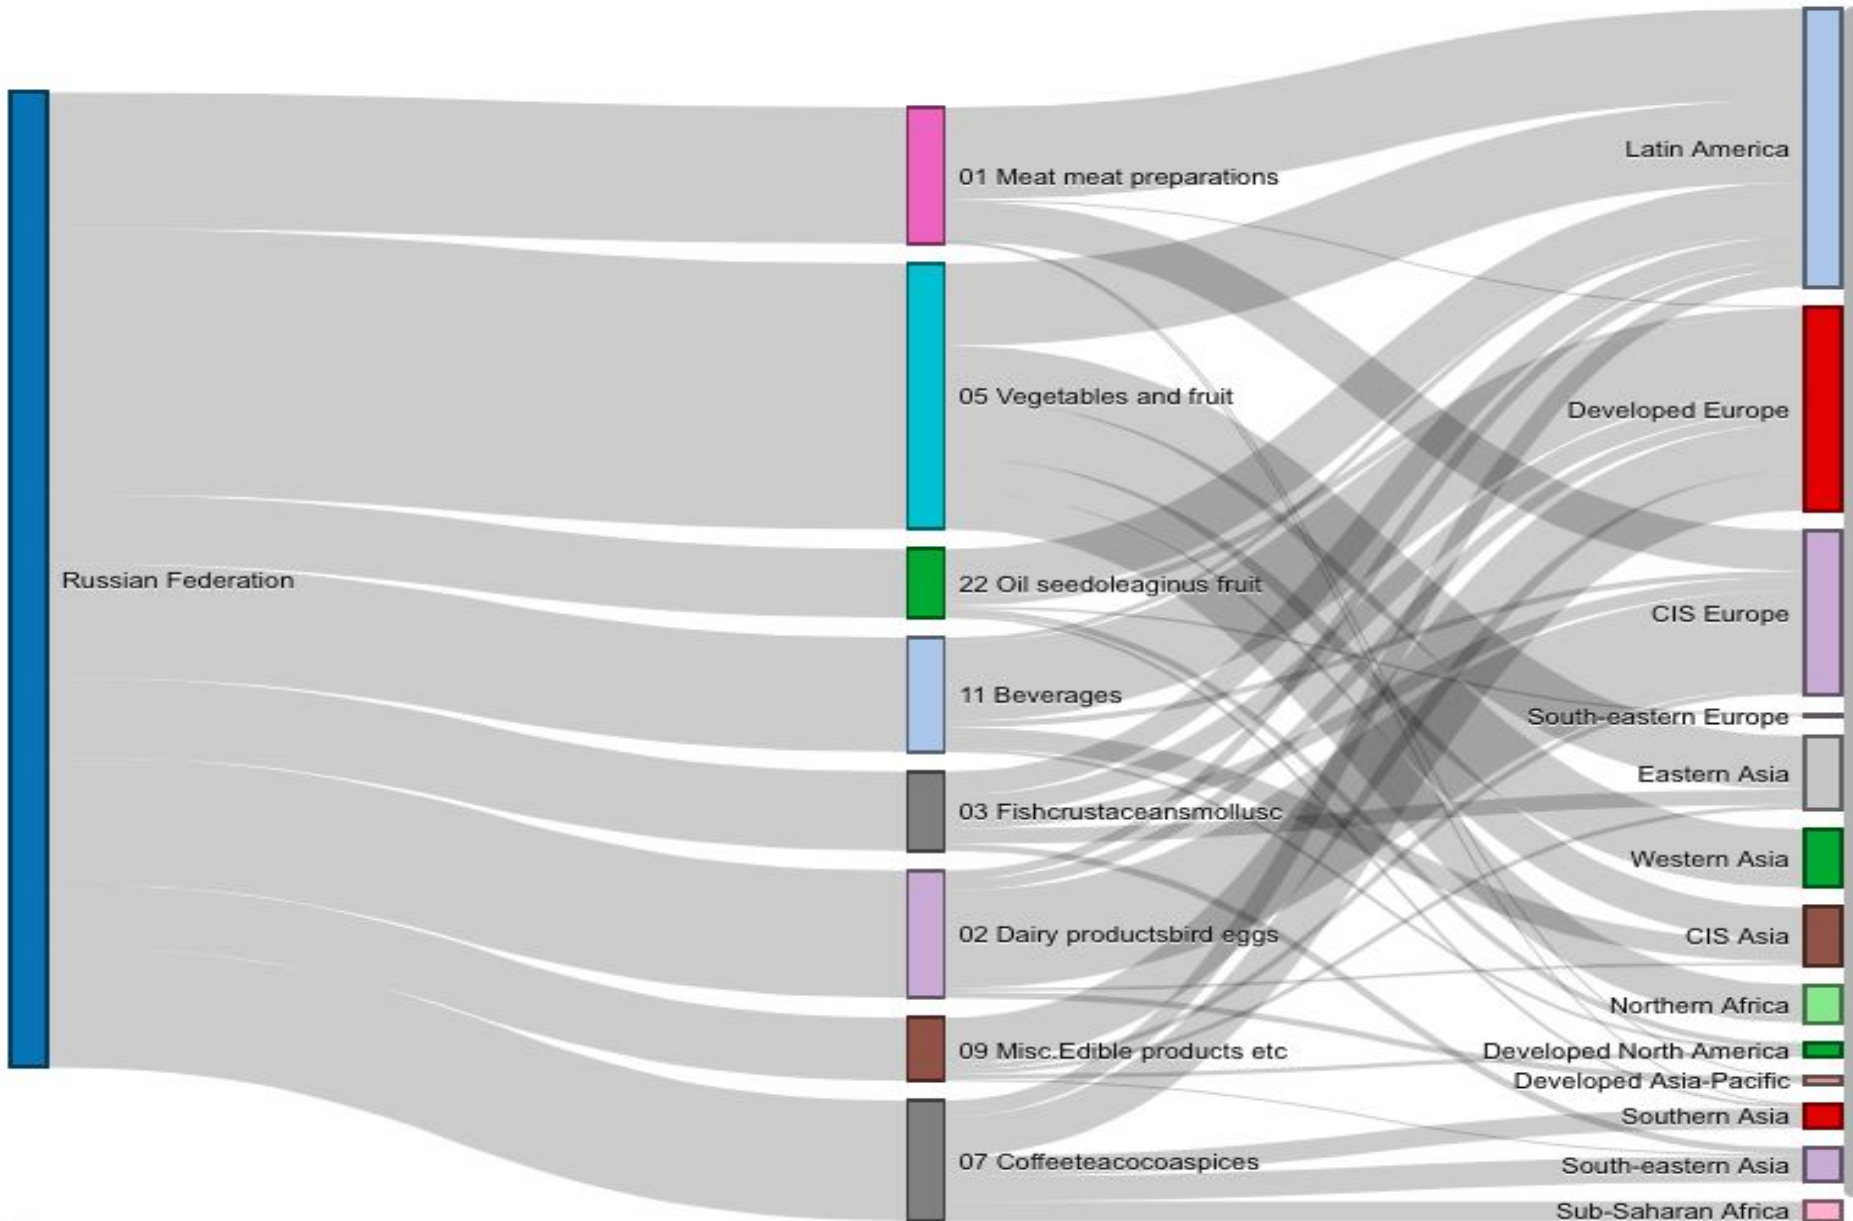 Russian Federation
01 Meat meat preparations
05 Vegetables and fruit
22 Oil seedoleaginus fruit
11 Beverages
03 Fishcrustaceansmollusc
02 Dairy productsbird eggs
09 Misc.Edible products etc
07 Coffeeteacocoaspices
Latin America
Developed Europe
CIS Europe
South-eastern Europe
Eastern Asia
Western Asia
CIS Asia
Northern Africa
Developed North America
Developed Asia-Pacific
Southern Asia
South-eastern Asia
Sub-Saharan Africa